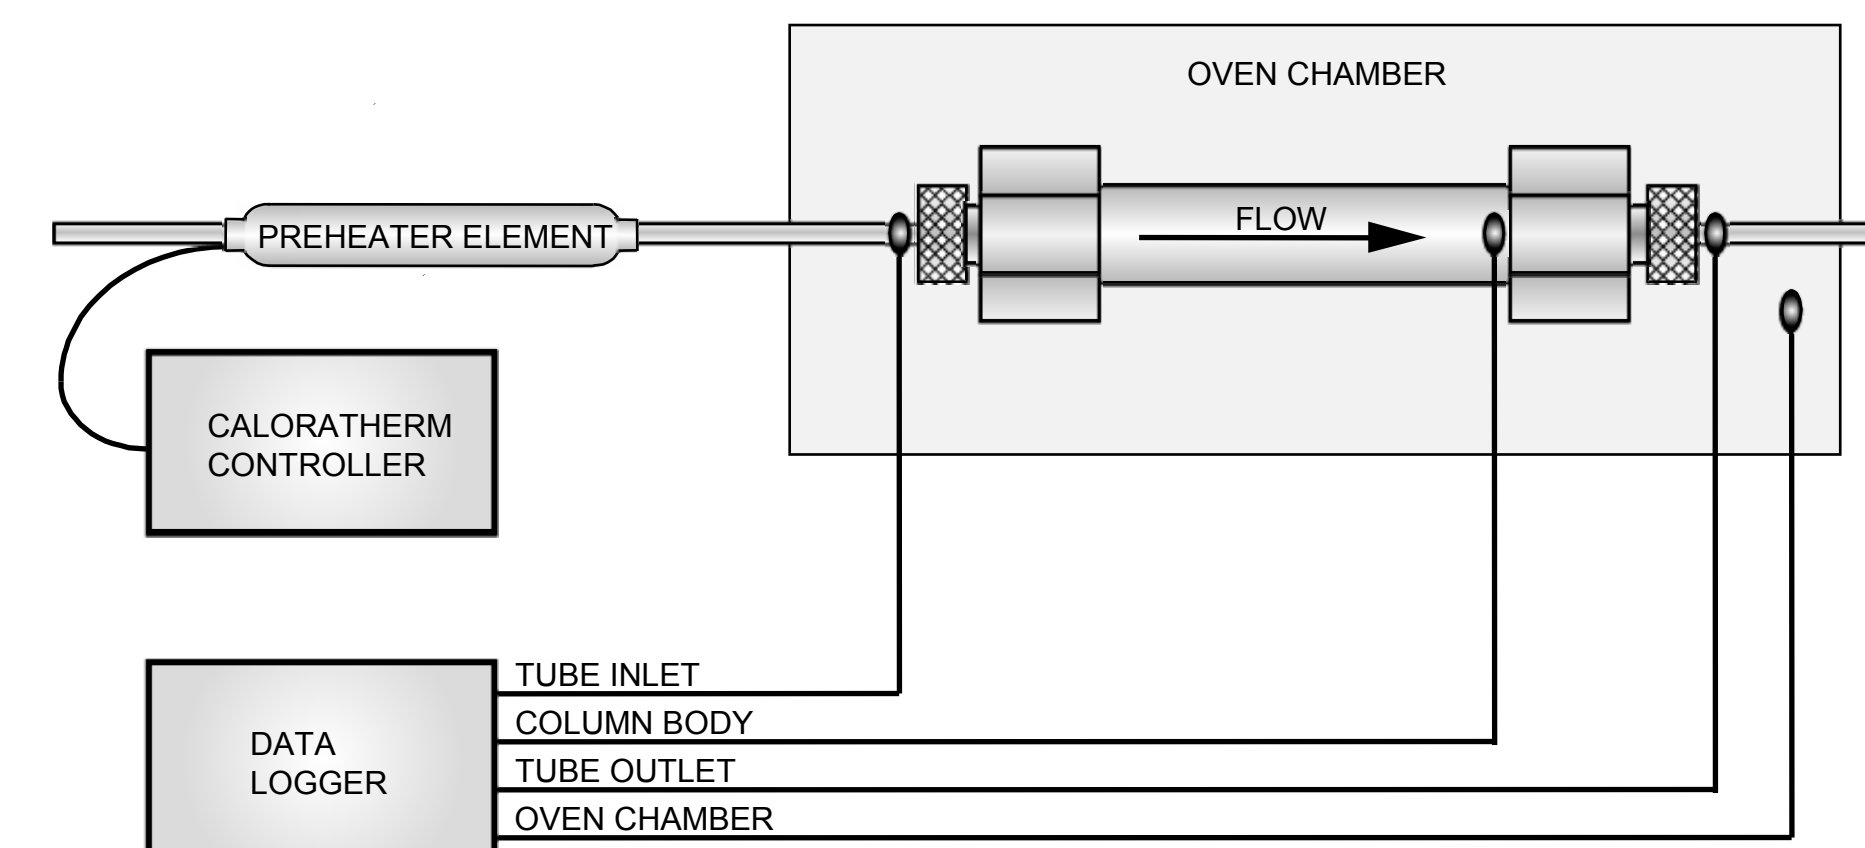 OVEN CHAMBER
FLOW
PREHEATER ELEMENT
CALORATHERM
CONTROLLER
TUBE INLET
COLUMN BODY
DATA
LOGGER
TUBE OUTLET
OVEN CHAMBER